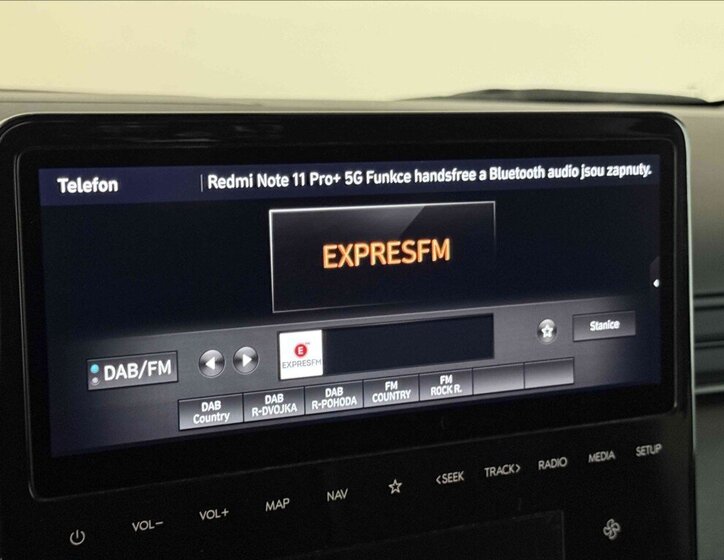 Telefon
Redmi Note 11 Pro+ 5G Funkce handsfree a Bluetooth audio jsou zapnuty.
EXPRESFM
DAB/FM
E
EXPRESFM
Stanice
DAB
Country
DAB
R-DVOJKA
DAB
R-POHODA
FM
COUNTRY
FM
ROCK R.
VOL−
VOL+
MAP
NAV
<SEEK
TRACK>
RADIO
MEDIA
SETUP